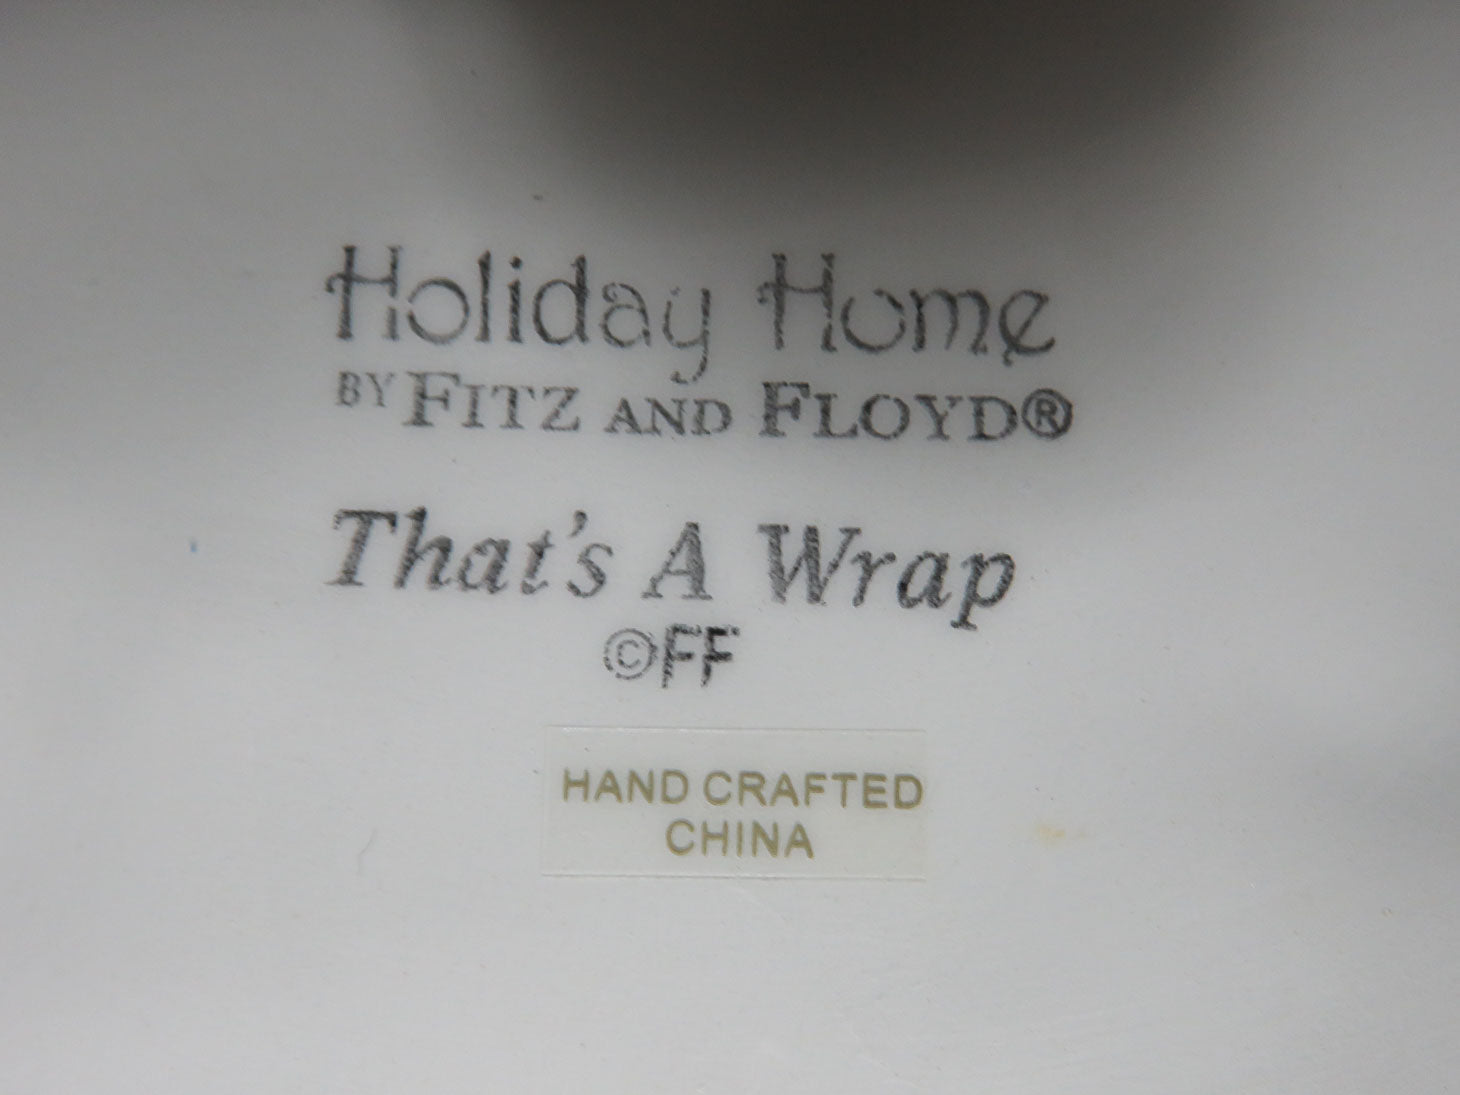 Holiday Home
BY FITZ AND FLOYD®
That's A Wrap
©FF
HAND CRAFTED
CHINA